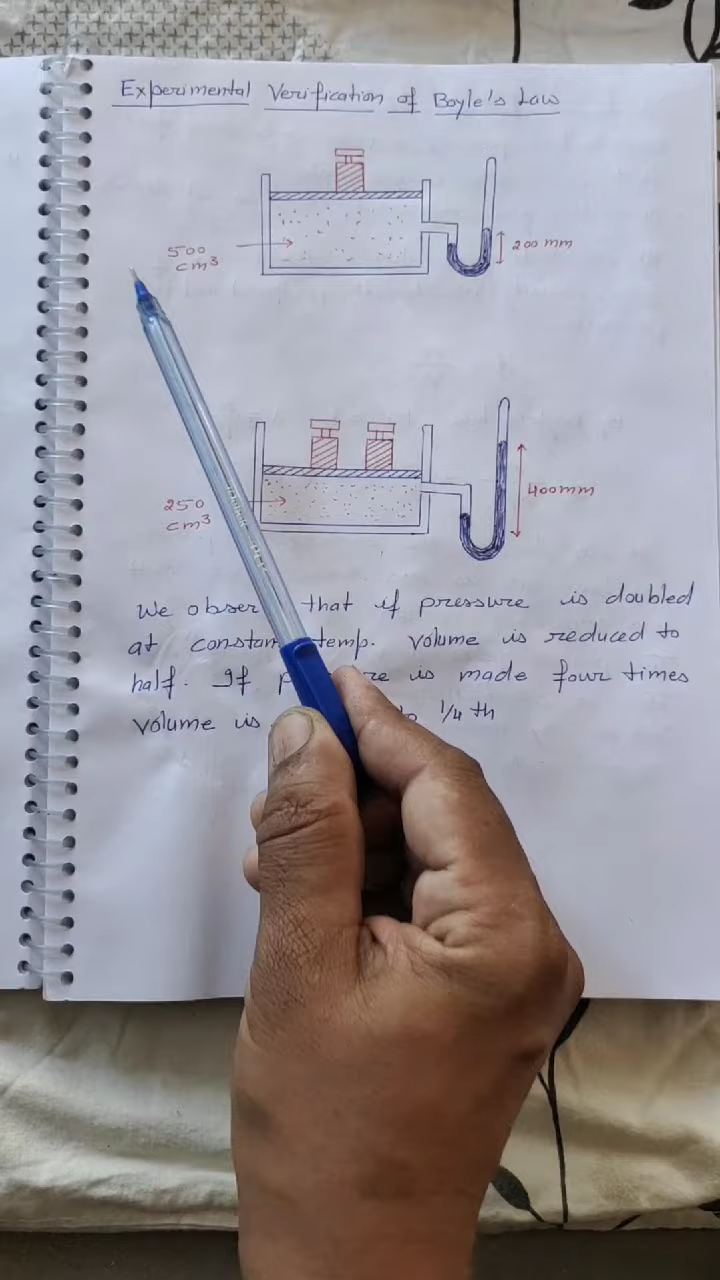 Experimental Verification of Boyle's Law
500
cm³
200 mm
250
cm³
400mm
We obser that if pressure is doubled
at constan temp. volume is reduced to
half. If p re is made four times
volume is to 1/4 th